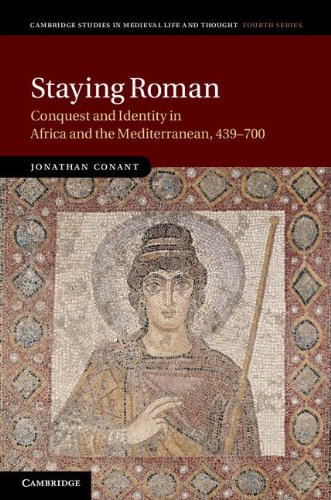 CAMBRIDGE STUDIES IN MEDIEVAL LIFE AND THOUGHT FOURTH SERIES
Staying Roman
Conquest and Identity in
Africa and the Mediterranean, 439–700
JONATHAN CONANT
CAMBRIDGE